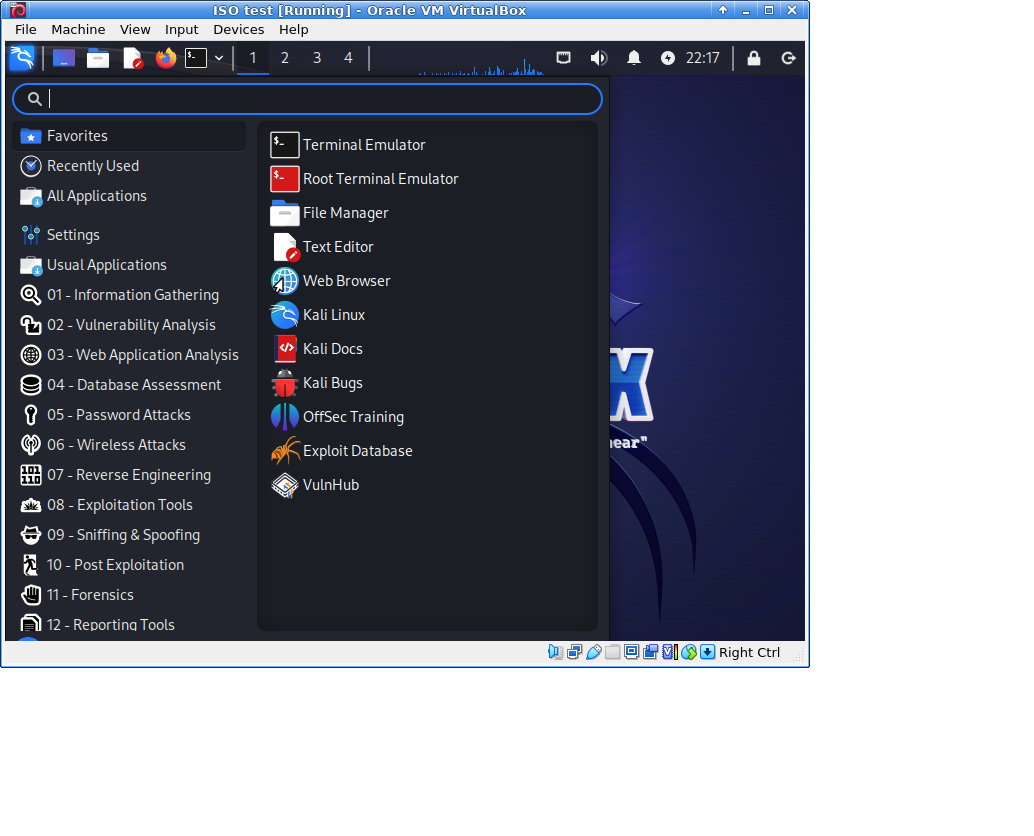 ISO test [Running] - Oracle VM VirtualBox
File Machine View Input Devices Help
1 2 3 4 22:17
Favorites
Recently Used
All Applications
Settings
Usual Applications
01 - Information Gathering
02 - Vulnerability Analysis
03 - Web Application Analysis
04 - Database Assessment
05 - Password Attacks
06 - Wireless Attacks
07 - Reverse Engineering
08 - Exploitation Tools
09 - Sniffing & Spoofing
10 - Post Exploitation
11 - Forensics
12 - Reporting Tools
Terminal Emulator
Root Terminal Emulator
File Manager
Text Editor
Web Browser
Kali Linux
Kali Docs
Kali Bugs
OffSec Training
Exploit Database
VulnHub
X
hear"
Right Ctrl